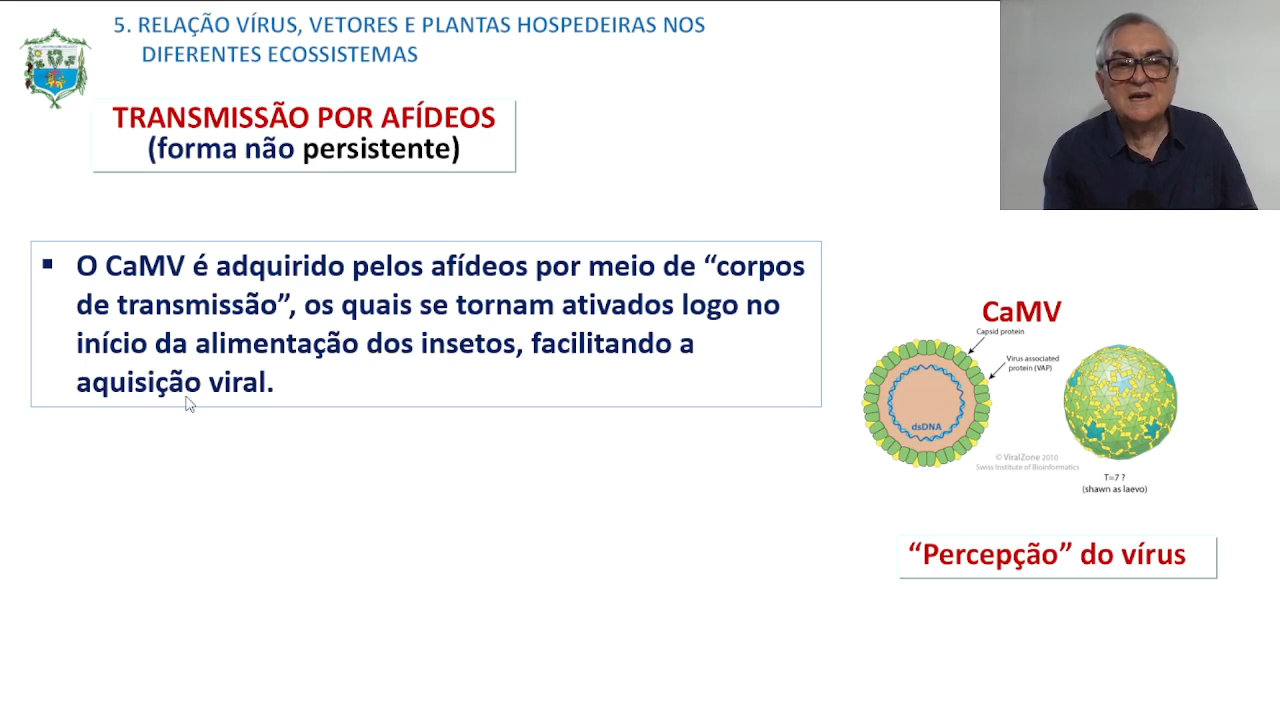 5. RELAÇÃO VÍRUS, VETORES E PLANTAS HOSPEDEIRAS NOS
DIFERENTES ECOSSISTEMAS
TRANSMISSÃO POR AFÍDEOS
(forma não persistente)
▪ O CaMV é adquirido pelos afídeos por meio de “corpos
de transmissão”, os quais se tornam ativados logo no
início da alimentação dos insetos, facilitando a
aquisição viral.
CaMV
Capsid protein
Virus associated
protein (VAP)
dsDNA
© ViralZone 2010
Swiss Institute of Bioinformatics
T=7 ?
(shawn as laevo)
“Percepção” do vírus